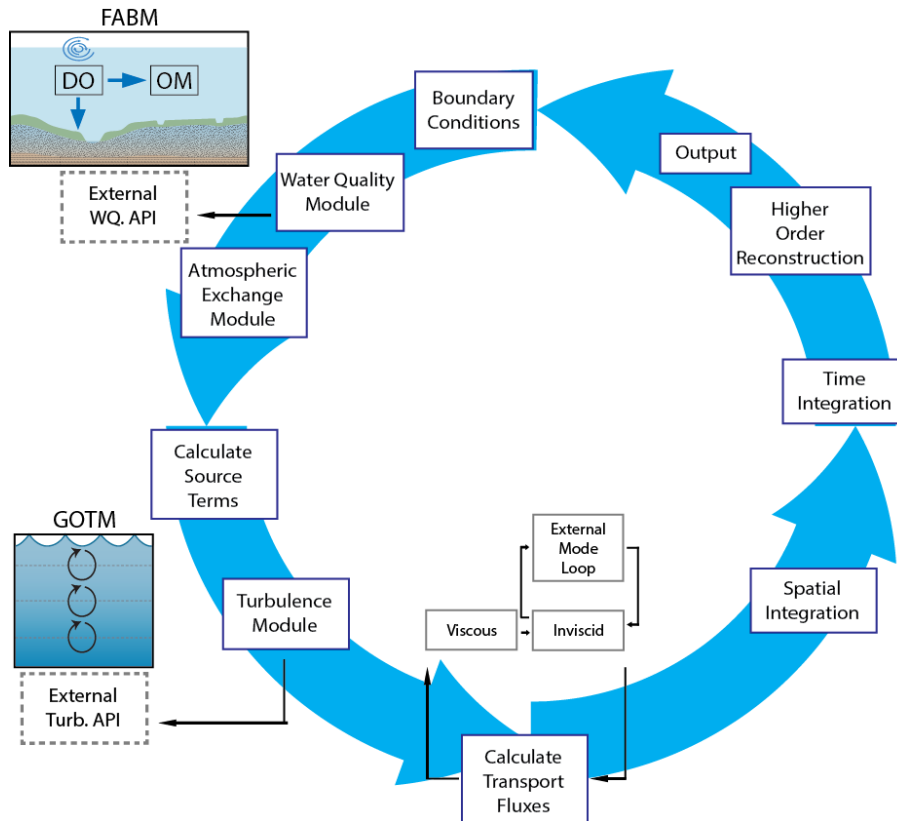 FABM
DO
OM
External
WQ. API
Boundary
Conditions
Water Quality
Module
Atmospheric
Exchange
Module
Calculate
Source
Terms
GOTM
External
Turb. API
Turbulence
Module
Viscous
Inviscid
External
Mode
Loop
Calculate
Transport
Fluxes
Spatial
Integration
Time
Integration
Higher
Order
Reconstruction
Output